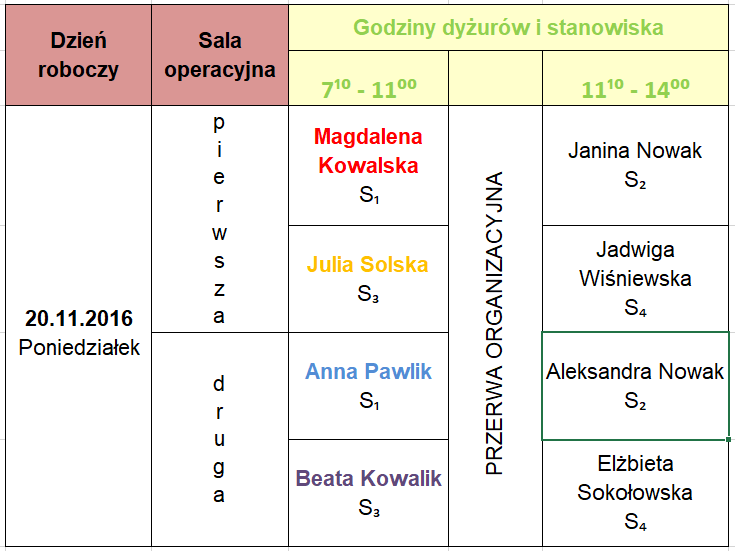 Dzień
roboczy
Sala
operacyjna
Godziny dyżurów i stanowiska
7¹⁰ - 11⁰⁰
11¹⁰ - 14⁰⁰
20.11.2016
Poniedziałek
pierwsza
Magdalena
Kowalska
S₁
Julia Solska
S₃
druga
Anna Pawlik
S₁
Beata Kowalik
S₃
PRZERWA ORGANIZACYJNA
Janina Nowak
S₂
Jadwiga
Wiśniewska
S₄
Aleksandra Nowak
S₂
Elżbieta
Sokołowska
S₄